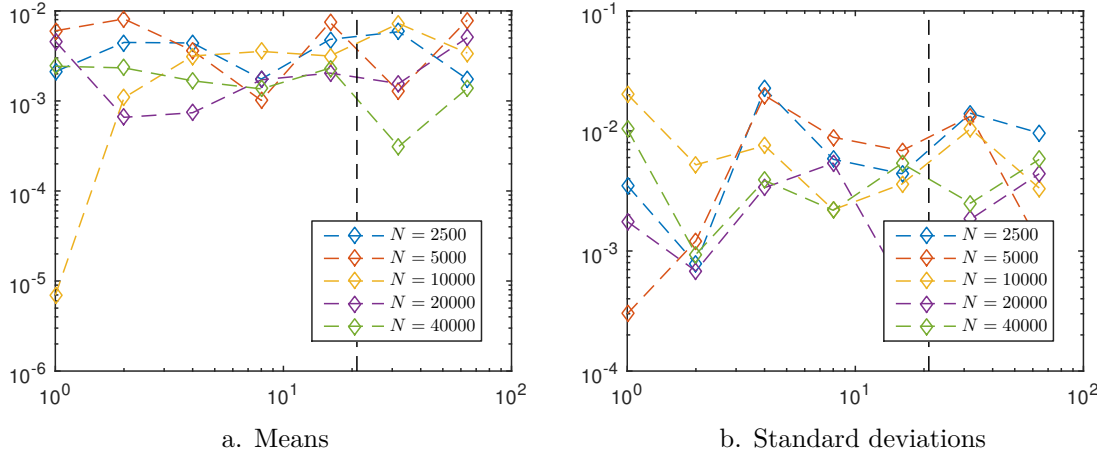 10^-2
10^-3
10^-4
10^-5
10^-6
10^0
10^1
10^2
N = 2500
N = 5000
N = 10000
N = 20000
N = 40000
a. Means
10^-1
10^-2
10^-3
10^-4
10^0
10^1
10^2
N = 2500
N = 5000
N = 10000
N = 20000
N = 40000
b. Standard deviations